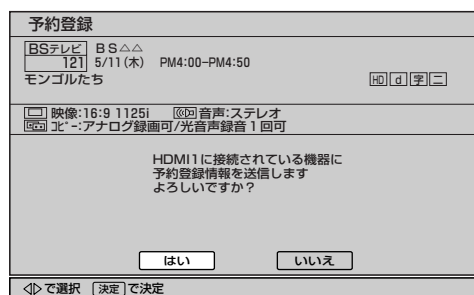 予約登録
BSテレビ BS△△
121 5/11(木) PM4:00-PM4:50
モンゴルたち HD d 字 二
映像:16:9 1125i 音声:ステレオ
コピー:アナログ録画可/光音声録音1回可
HDMI1に接続されている機器に
予約登録情報を送信します
よろしいですか?
はい いいえ
◁▷で選択 決定で決定